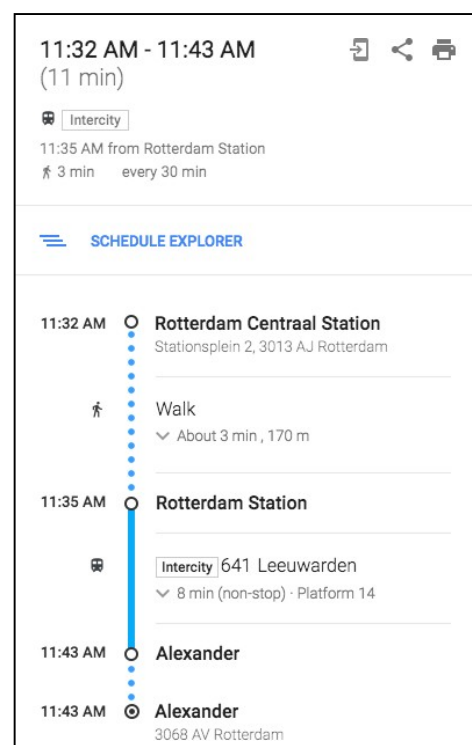 11:32 AM - 11:43 AM
(11 min)
Intercity
11:35 AM from Rotterdam Station
3 min every 30 min
SCHEDULE EXPLORER
11:32 AM Rotterdam Centraal Station
Stationsplein 2, 3013 AJ Rotterdam
Walk
About 3 min , 170 m
11:35 AM Rotterdam Station
Intercity 641 Leeuwarden
8 min (non-stop) · Platform 14
11:43 AM Alexander
11:43 AM Alexander
3068 AV Rotterdam